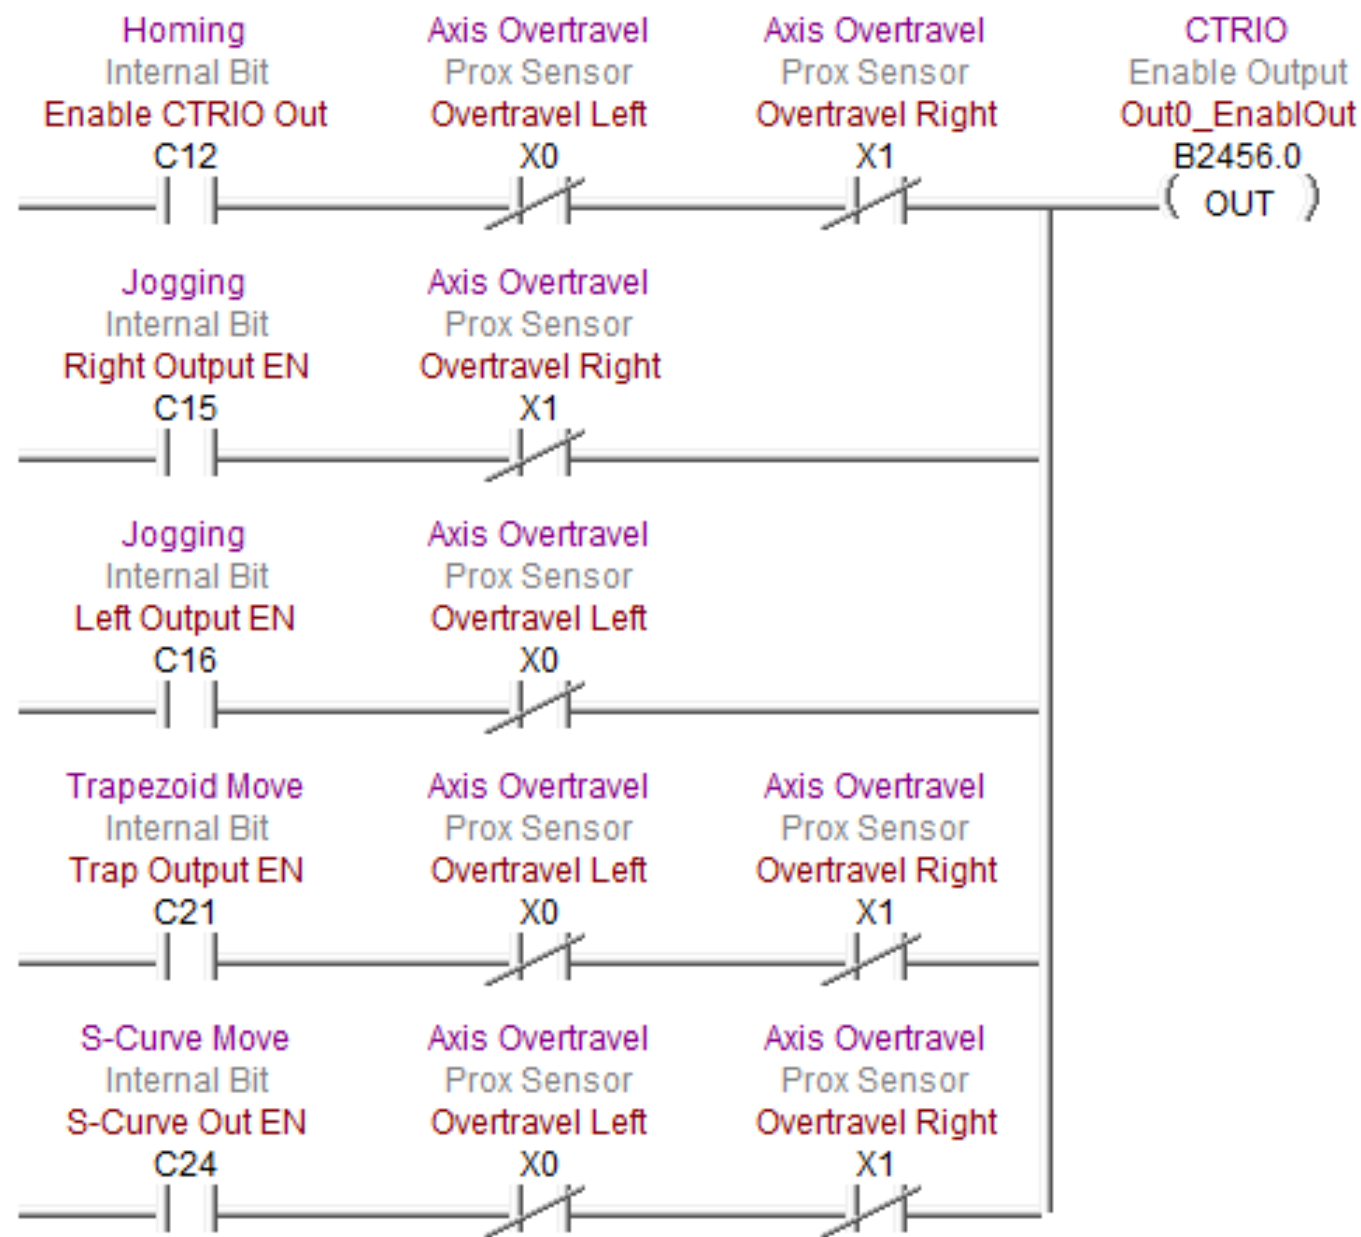 Homing Axis Overtravel Axis Overtravel CTRIO
Internal Bit Prox Sensor Prox Sensor Enable Output
Enable CTRIO Out Overtravel Left Overtravel Right Out0_EnablOut
C12 X0 X1 B2456.0
OUT
Jogging Axis Overtravel
Internal Bit Prox Sensor
Right Output EN Overtravel Right
C15 X1
Jogging Axis Overtravel
Internal Bit Prox Sensor
Left Output EN Overtravel Left
C16 X0
Trapezoid Move Axis Overtravel Axis Overtravel
Internal Bit Prox Sensor Prox Sensor
Trap Output EN Overtravel Left Overtravel Right
C21 X0 X1
S-Curve Move Axis Overtravel Axis Overtravel
Internal Bit Prox Sensor Prox Sensor
S-Curve Out EN Overtravel Left Overtravel Right
C24 X0 X1